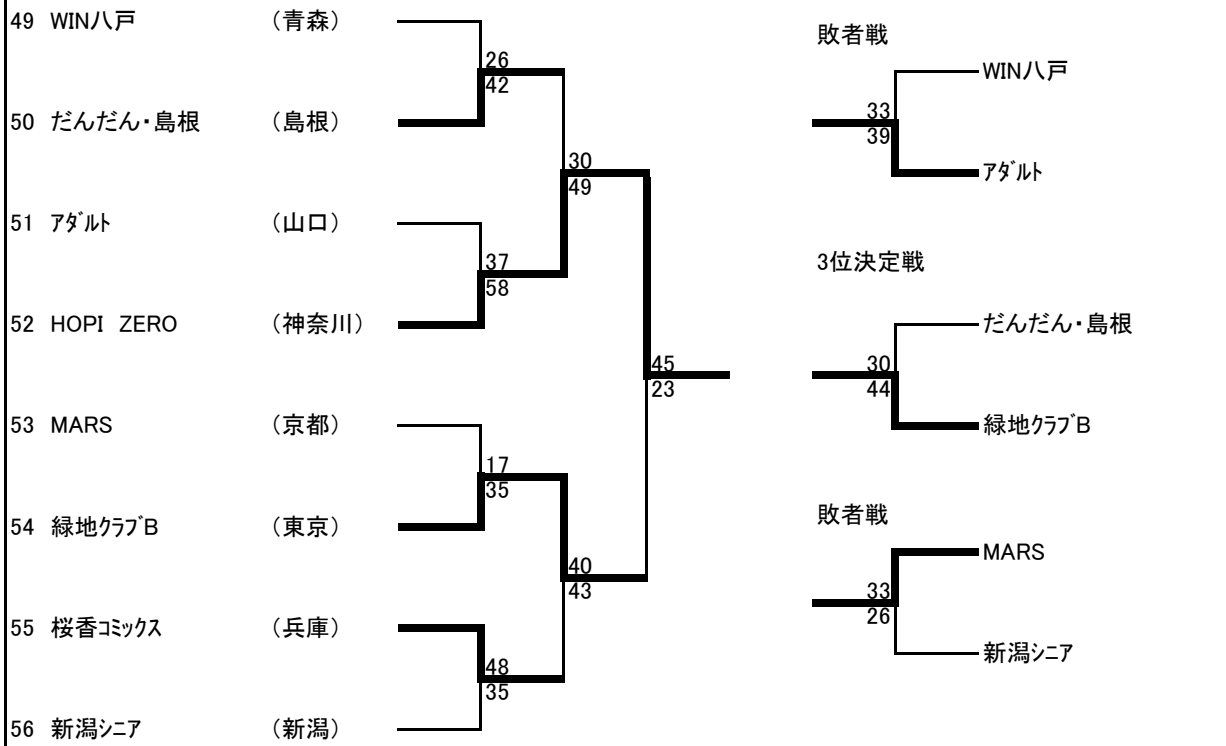 49 WIN八戸 （青森）
26
42
50 だんだん・島根 （島根）
30
49
51 ｱﾀﾞﾙﾄ （山口）
37
58
52 HOPI　ZERO （神奈川）
45
23
53 MARS （京都）
17
35
54 緑地ｸﾗﾌﾞB （東京）
40
43
55 桜香ｺﾐｯｸｽ （兵庫）
48
35
56 新潟ｼﾆｱ （新潟）
敗者戦
WIN八戸
33
39
ｱﾀﾞﾙﾄ
3位決定戦
だんだん・島根
30
44
緑地ｸﾗﾌﾞB
敗者戦
MARS
33
26
新潟ｼﾆｱ